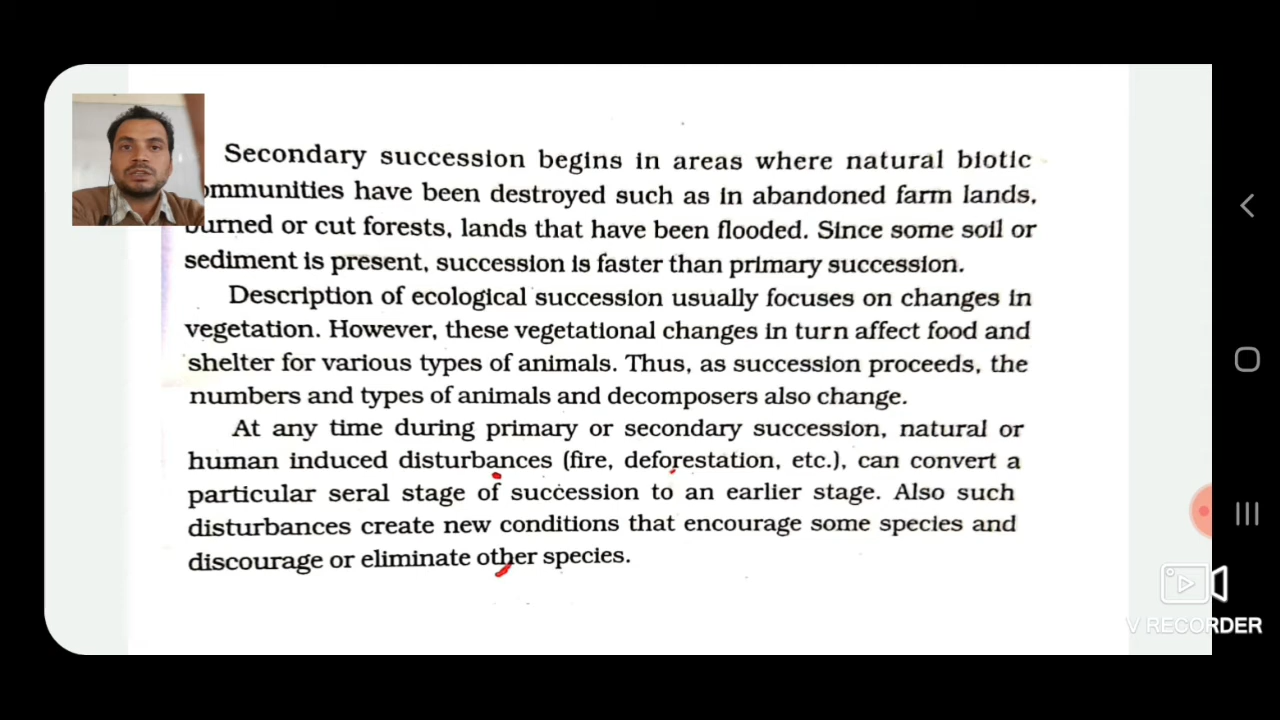 Secondary succession begins in areas where natural biotic
ommunities have been destroyed such as in abandoned farm lands,
burned or cut forests, lands that have been flooded. Since some soil or
sediment is present, succession is faster than primary succession.
Description of ecological succession usually focuses on changes in
vegetation. However, these vegetational changes in turn affect food and
shelter for various types of animals. Thus, as succession proceeds, the
numbers and types of animals and decomposers also change.
At any time during primary or secondary succession, natural or
human induced disturbances (fire, deforestation, etc.), can convert a
particular seral stage of succession to an earlier stage. Also such
disturbances create new conditions that encourage some species and
discourage or eliminate other species.
V RECORDER